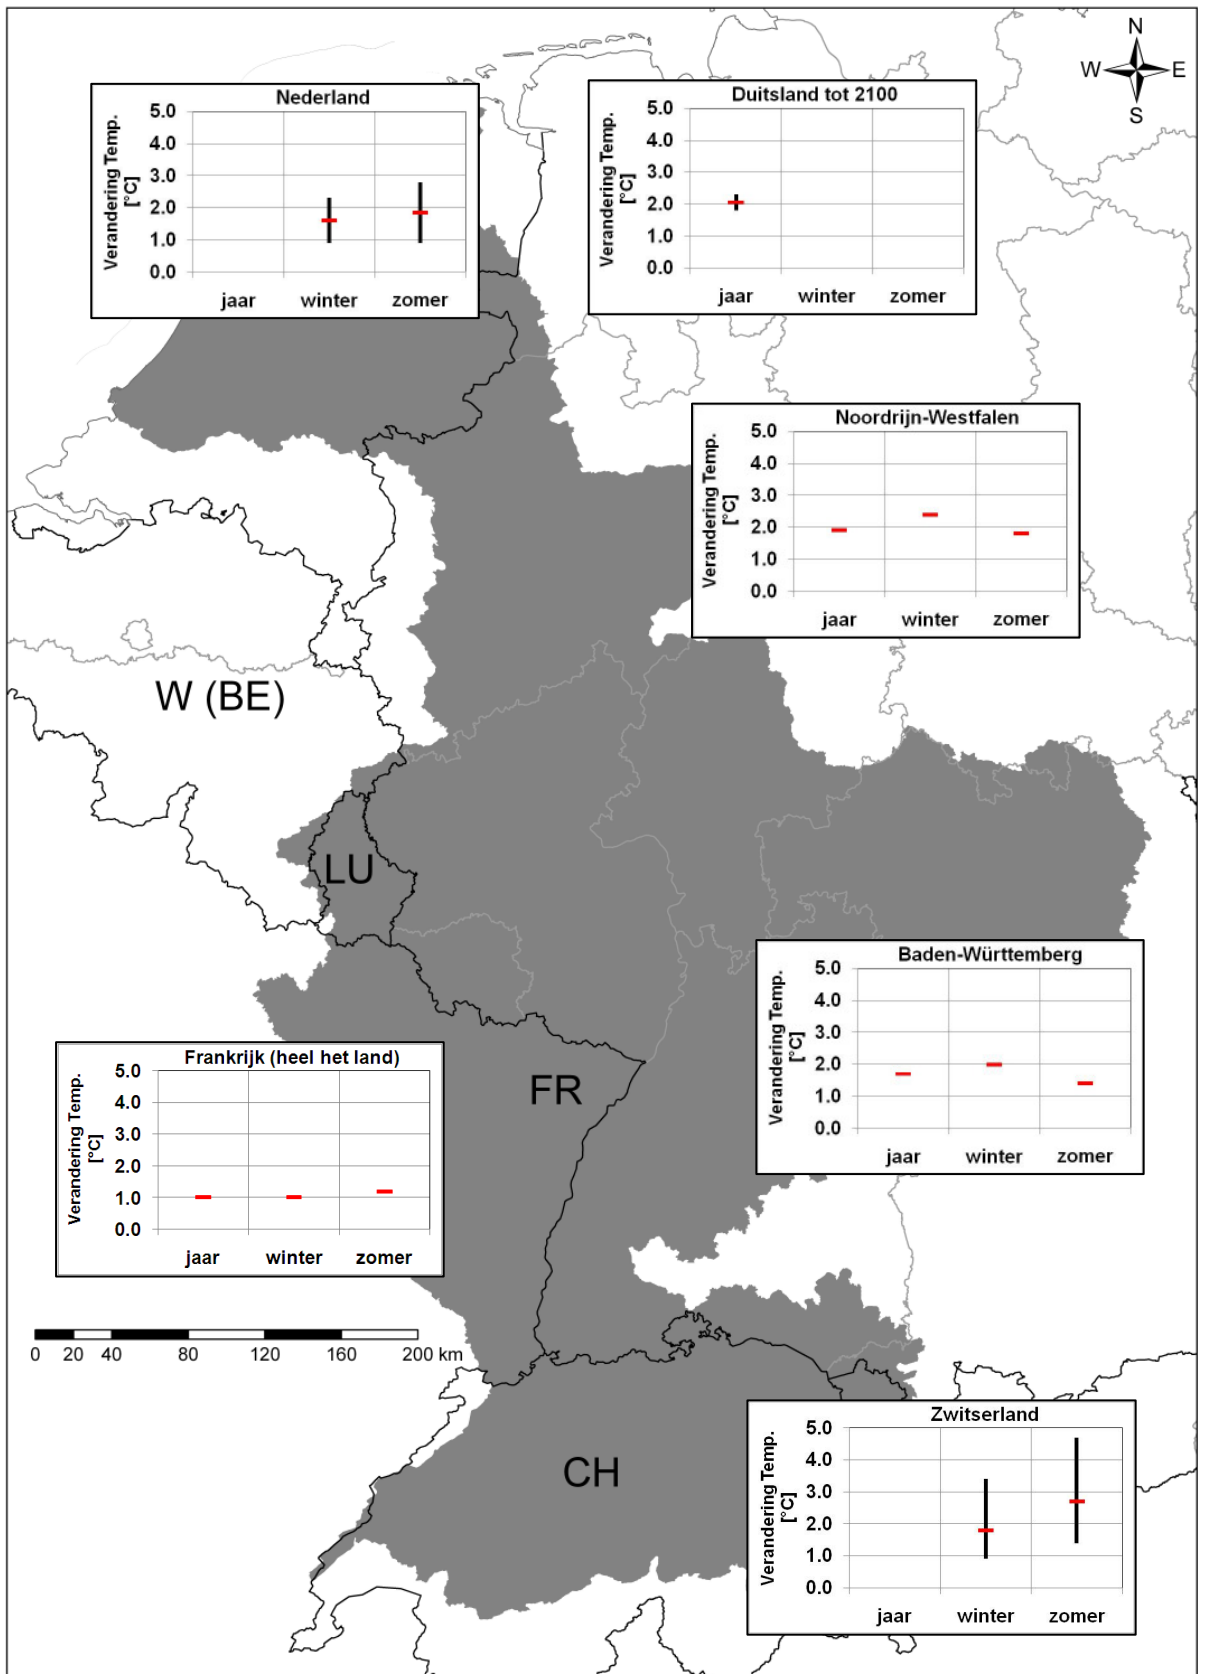 N
W E
S
Nederland
Verandering Temp.
[°C]
5.0
4.0
3.0
2.0
1.0
0.0
jaar winter zomer
Duitsland tot 2100
Verandering Temp.
[°C]
5.0
4.0
3.0
2.0
1.0
0.0
jaar winter zomer
Noordrijn-Westfalen
Verandering Temp.
[°C]
5.0
4.0
3.0
2.0
1.0
0.0
jaar winter zomer
W (BE)
LU
Baden-Württemberg
Verandering Temp.
[°C]
5.0
4.0
3.0
2.0
1.0
0.0
jaar winter zomer
Frankrijk (heel het land)
Verandering Temp.
[°C]
5.0
4.0
3.0
2.0
1.0
0.0
jaar winter zomer
FR
0 20 40 80 120 160 200 km
CH
Zwitserland
Verandering Temp.
[°C]
5.0
4.0
3.0
2.0
1.0
0.0
jaar winter zomer